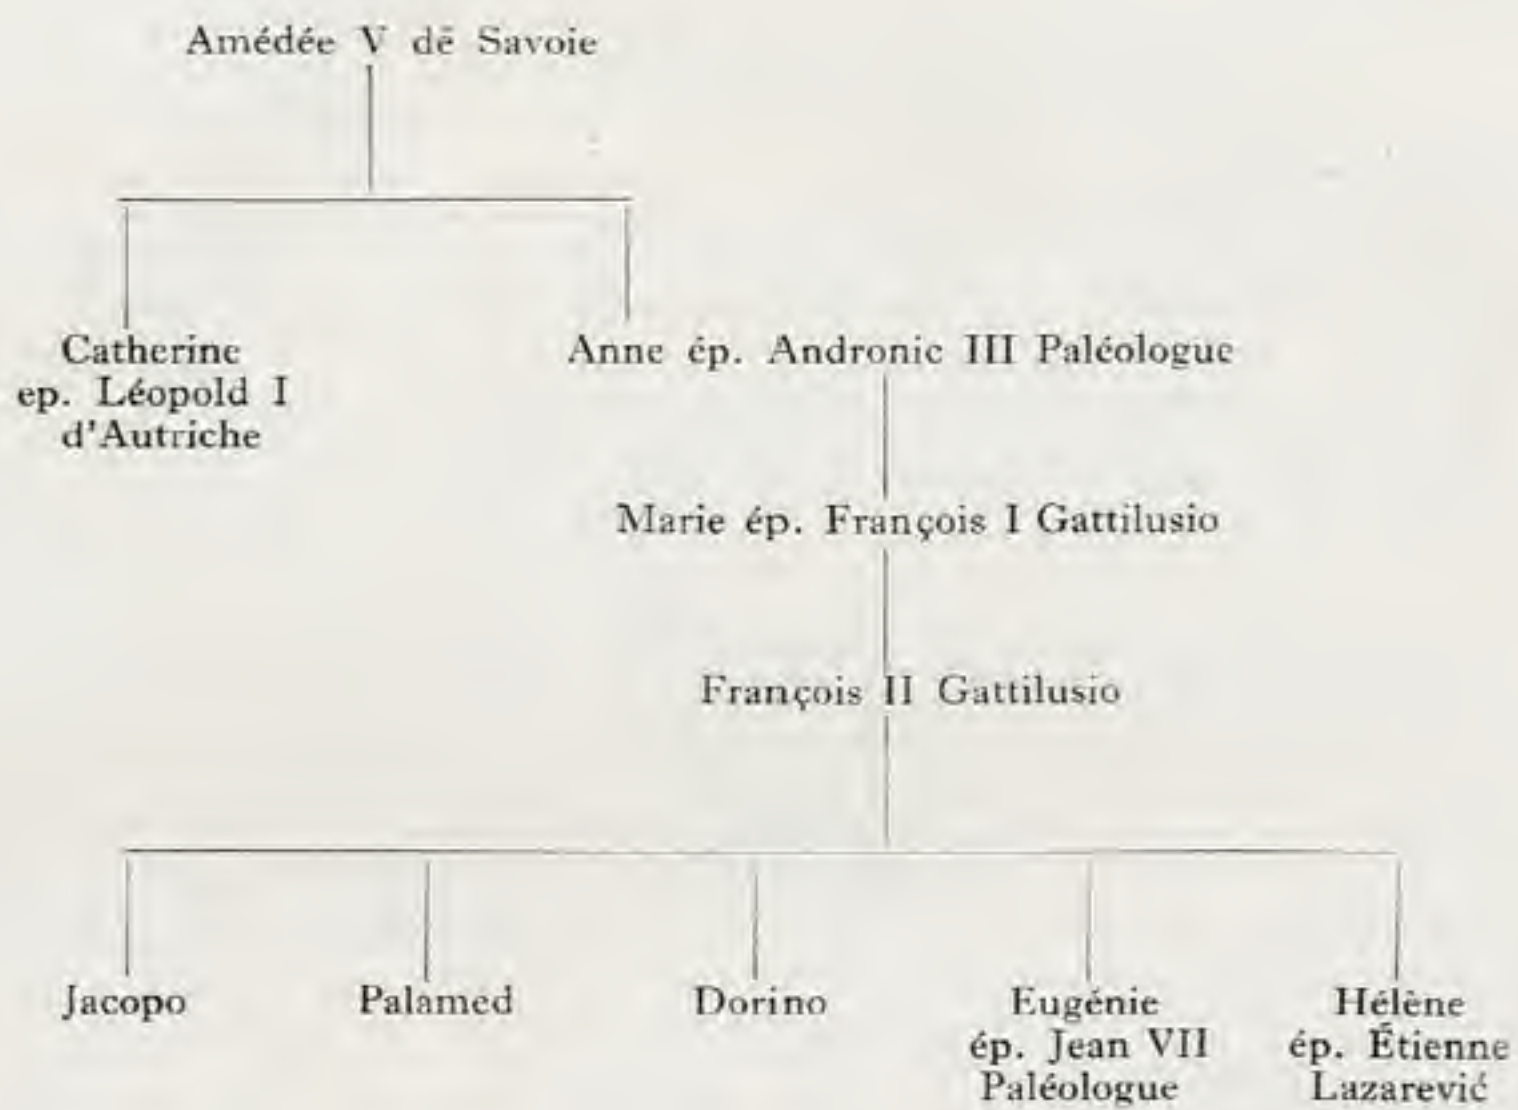 Amédée V de Savoie
Catherine
ep. Léopold I
d'Autriche
Anne ép. Andronic III Paléologue
Marie ép. François I Gattilusio
François II Gattilusio
Jacopo
Palamed
Dorino
Eugénie
ép. Jean VII
Paléologue
Hélène
ép. Étienne
Lazarević